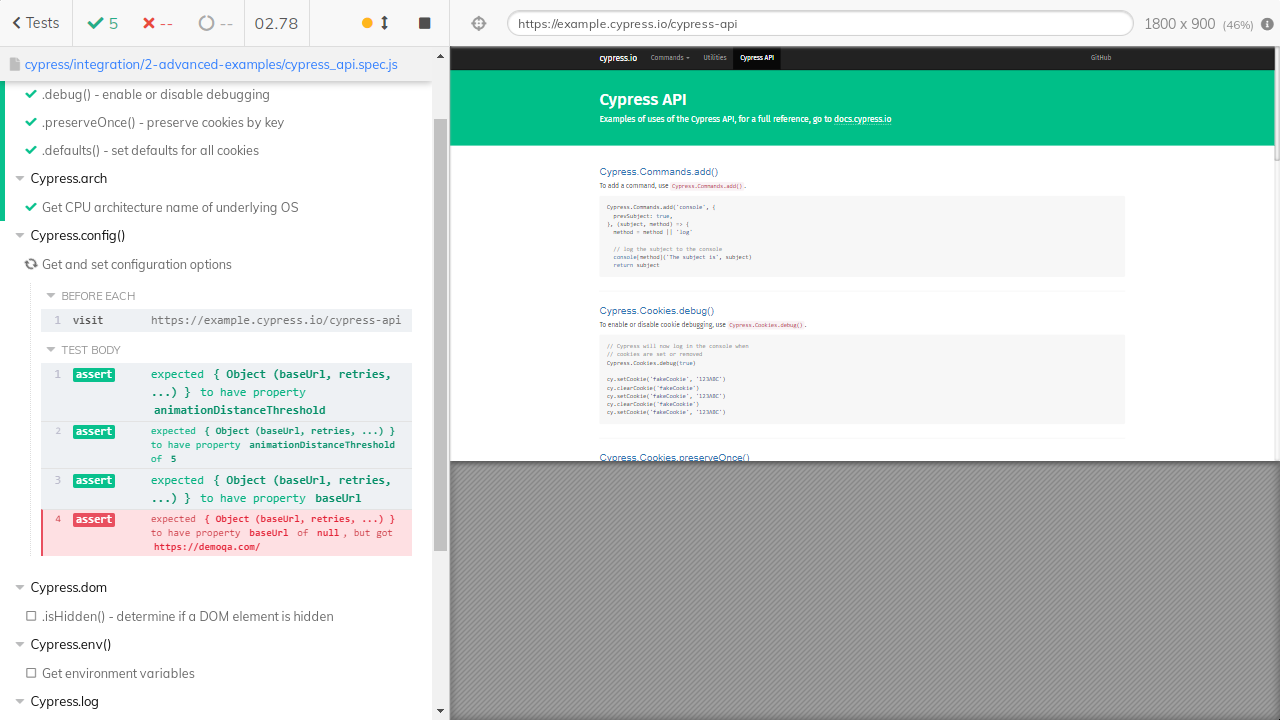 Tests
5
--
--
02.78
cypress/integration/2-advanced-examples/cypress_api.spec.js
.debug() - enable or disable debugging
.preserveOnce() - preserve cookies by key
.defaults() - set defaults for all cookies
Cypress.arch
Get CPU architecture name of underlying OS
Cypress.config()
Get and set configuration options
BEFORE EACH
1 visit https://example.cypress.io/cypress-api
TEST BODY
1 assert expected { Object (baseUrl, retries,
...) } to have property
animationDistanceThreshold
2 assert expected { Object (baseUrl, retries, ...) }
to have property animationDistanceThreshold
of 5
3 assert expected { Object (baseUrl, retries,
...) } to have property baseUrl
4 assert expected { Object (baseUrl, retries, ...) }
to have property baseUrl of null, but got
https://demoqa.com/
Cypress.dom
.isHidden() - determine if a DOM element is hidden
Cypress.env()
Get environment variables
Cypress.log
https://example.cypress.io/cypress-api
1800 x 900 (46%)
cypress.io Commands Utilities Cypress API GitHub
Cypress API
Examples of uses of the Cypress API, for a full reference, go to docs.cypress.io
Cypress.Commands.add()
To add a command, use Cypress.Commands.add().
Cypress.Commands.add('console', {
prevSubject: true,
}, (subject, method) => {
method = method || 'log'
// log the subject to the console
console[method]('The subject is', subject)
return subject
Cypress.Cookies.debug()
To enable or disable cookie debugging, use Cypress.Cookies.debug().
// Cypress will now log in the console when
// cookies are set or removed
Cypress.Cookies.debug(true)
cy.setCookie('fakeCookie', '123ABC')
cy.clearCookie('fakeCookie')
cy.setCookie('fakeCookie', '123ABC')
cy.clearCookie('fakeCookie')
cy.setCookie('fakeCookie', '123ABC')
Cypress.Cookies.preserveOnce()